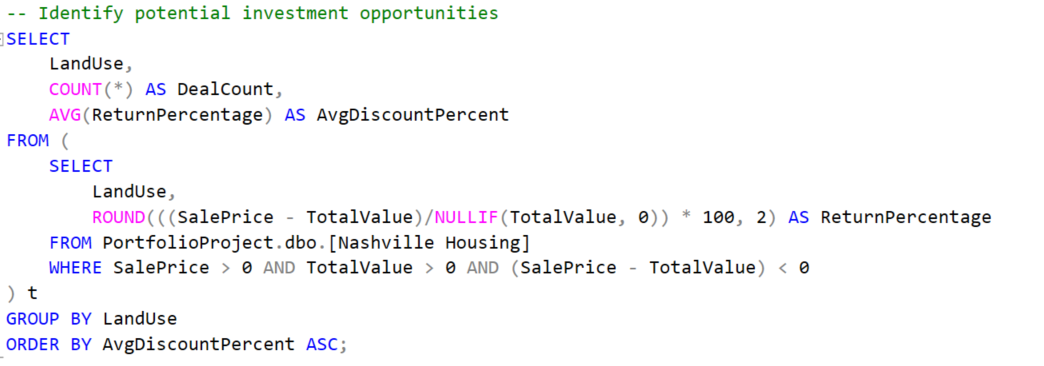 -- Identify potential investment opportunities
SELECT
    LandUse,
    COUNT(*) AS DealCount,
    AVG(ReturnPercentage) AS AvgDiscountPercent
FROM (
    SELECT
        LandUse,
        ROUND(((SalePrice - TotalValue)/NULLIF(TotalValue, 0)) * 100, 2) AS ReturnPercentage
    FROM PortfolioProject.dbo.[Nashville Housing]
    WHERE SalePrice > 0 AND TotalValue > 0 AND (SalePrice - TotalValue) < 0
) t
GROUP BY LandUse
ORDER BY AvgDiscountPercent ASC;